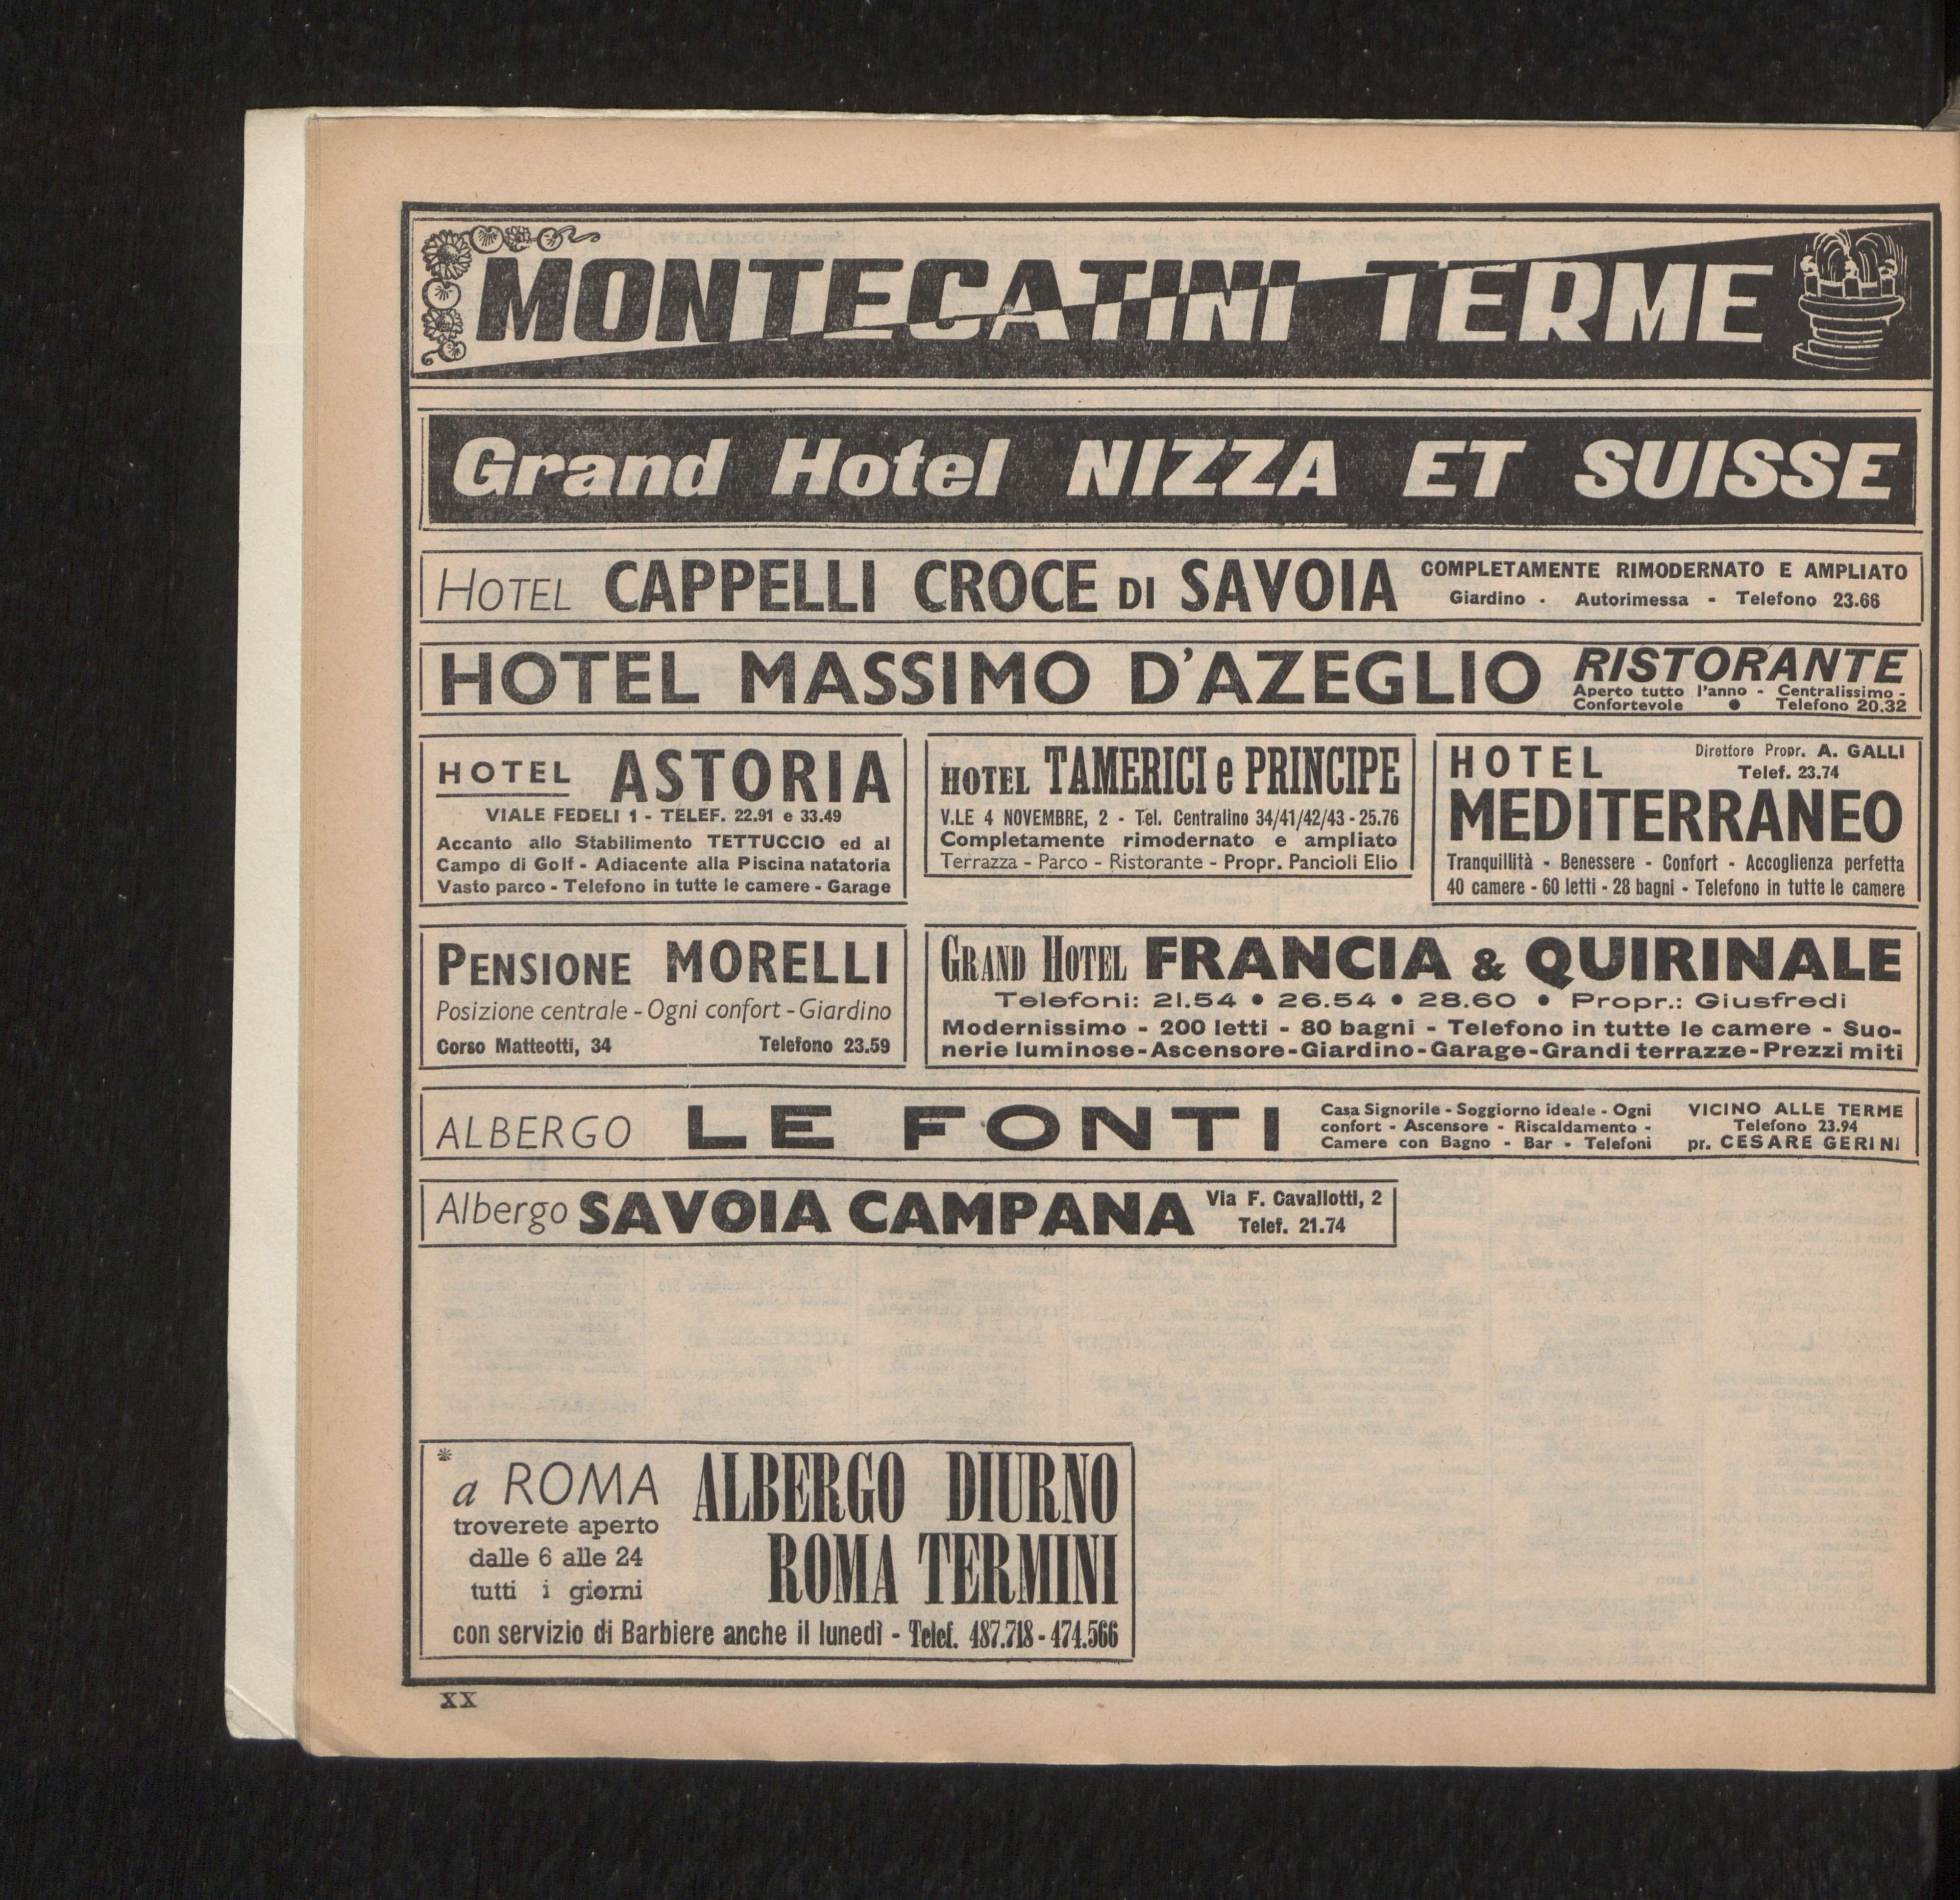 MONTECATINI TERME
Grand Hotel NIZZA ET SUISSE
HOTEL CAPPELLI CROCE DI SAVOIA
COMPLETAMENTE RIMODERNATO E AMPLIATO
Giardino - Autorimessa - Telefono 23.66
HOTEL MASSIMO D'AZEGLIO
RISTORANTE
Aperto tutto l'anno - Centralissimo -
Confortevole ● Telefono 20.32
HOTEL ASTORIA
VIALE FEDELI 1 - TELEF. 22.91 e 33.49
Accanto allo Stabilimento TETTUCCIO ed al
Campo di Golf - Adiacente alla Piscina natatoria
Vasto parco - Telefono in tutte le camere - Garage
HOTEL TAMERICI e PRINCIPE
V.LE 4 NOVEMBRE, 2 - Tel. Centralino 34/41/42/43 - 25.76
Completamente rimodernato e ampliato
Terrazza - Parco - Ristorante - Propr. Pancioli Elio
HOTEL
Direttore Propr. A. GALLI
Telef. 23.74
MEDITERRANEO
Tranquillità - Benessere - Confort - Accoglienza perfetta
40 camere - 60 letti - 28 bagni - Telefono in tutte le camere
PENSIONE MORELLI
Posizione centrale - Ogni confort - Giardino
Corso Matteotti, 34 Telefono 23.59
GRAND HOTEL FRANCIA & QUIRINALE
Telefoni: 21.54 • 26.54 • 28.60 • Propr.: Giusfredi
Modernissimo - 200 letti - 80 bagni - Telefono in tutte le camere - Suo-
nerie luminose - Ascensore - Giardino - Garage - Grandi terrazze - Prezzi miti
ALBERGO LE FONTI
Casa Signorile - Soggiorno ideale - Ogni
confort - Ascensore - Riscaldamento -
Camere con Bagno - Bar - Telefoni
VICINO ALLE TERME
Telefono 23.94
pr. CESARE GERINI
Albergo SAVOIA CAMPANA
Via F. Cavallotti, 2
Telef. 21.74
* a ROMA
troverete aperto
dalle 6 alle 24
tutti i giorni
ALBERGO DIURNO
ROMA TERMINI
con servizio di Barbiere anche il lunedì - Telef. 487.718 - 474.566
XX